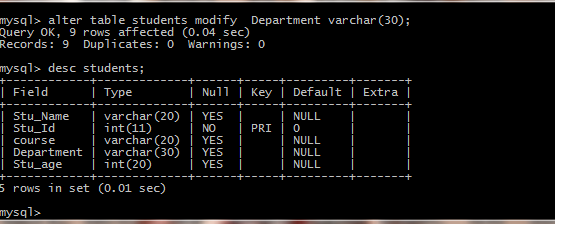 mysql> alter table students modify  Department varchar(30);
Query OK, 9 rows affected (0.04 sec)
Records: 9  Duplicates: 0  Warnings: 0
mysql> desc students;
+------------+-------------+------+-----+---------+-------+
| Field      | Type        | Null | Key | Default | Extra |
+------------+-------------+------+-----+---------+-------+
| Stu_Name   | varchar(20) | YES  |     | NULL    |       |
| Stu_Id     | int(11)     | NO   | PRI | 0       |       |
| course     | varchar(20) | YES  |     | NULL    |       |
| Department | varchar(30) | YES  |     | NULL    |       |
| Stu_age    | int(20)     | YES  |     | NULL    |       |
+------------+-------------+------+-----+---------+-------+
5 rows in set (0.01 sec)
mysql>